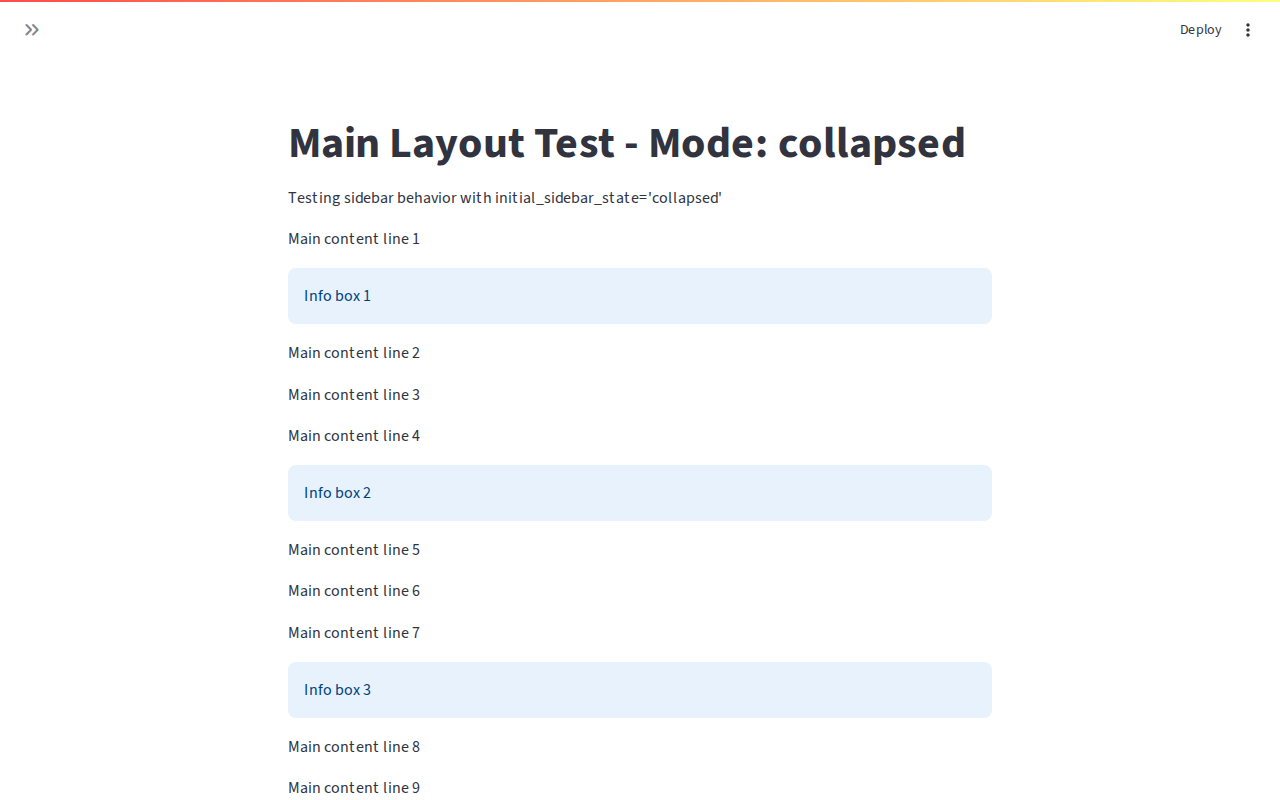 Deploy
Main Layout Test - Mode: collapsed
Testing sidebar behavior with initial_sidebar_state='collapsed'
Main content line 1
Info box 1
Main content line 2
Main content line 3
Main content line 4
Info box 2
Main content line 5
Main content line 6
Main content line 7
Info box 3
Main content line 8
Main content line 9